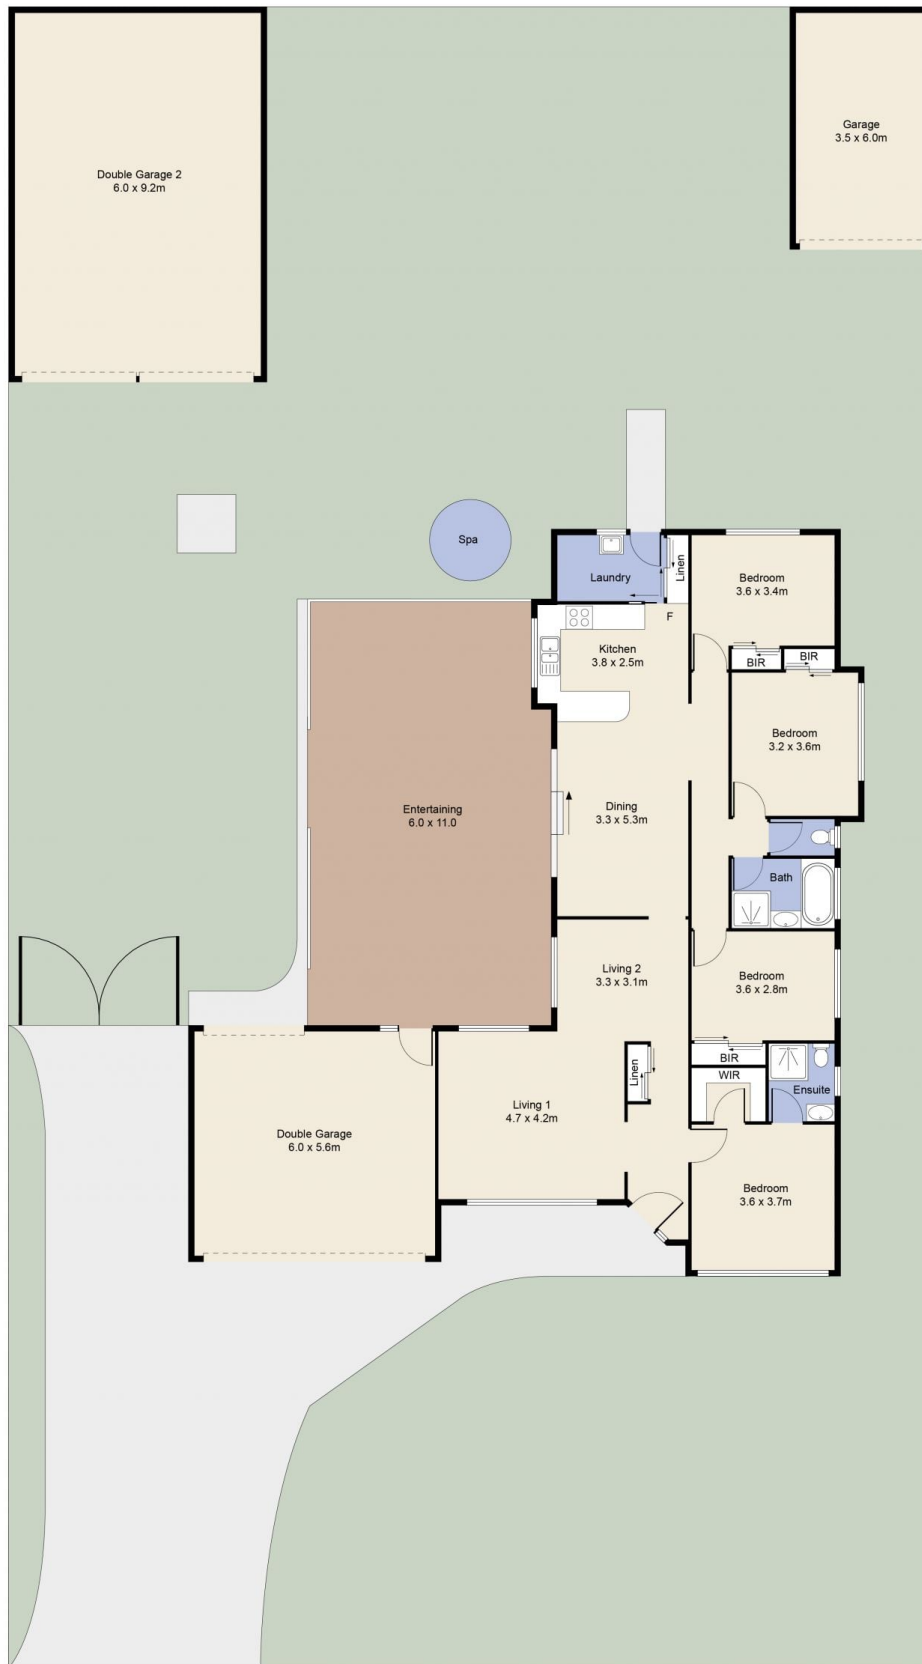 Double Garage 2
6.0 x 9.2m
Garage
3.5 x 6.0m
Spa
Laundry
Linen
Bedroom
3.6 x 3.4m
F
Kitchen
3.8 x 2.5m
BIR
BIR
Bedroom
3.2 x 3.6m
Entertaining
6.0 x 11.0
Dining
3.3 x 5.3m
Bath
Living 2
3.3 x 3.1m
Bedroom
3.6 x 2.8m
BIR
Linen
WIR
Ensuite
Living 1
4.7 x 4.2m
Double Garage
6.0 x 5.6m
Bedroom
3.6 x 3.7m